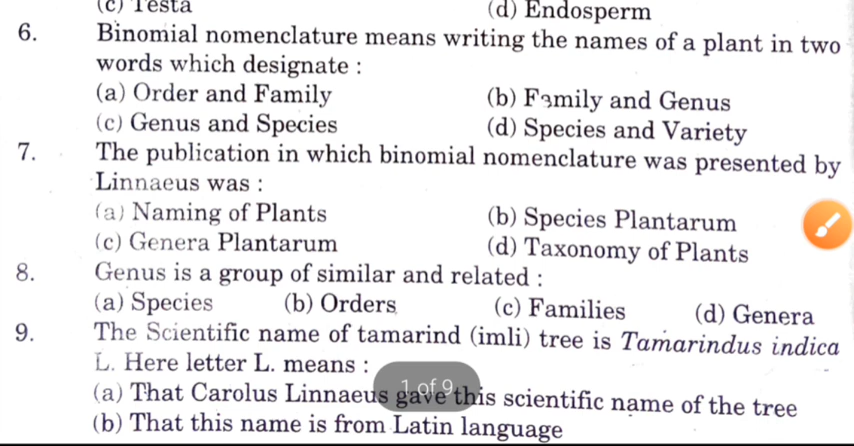 (c) Testa (d) Endosperm
6. Binomial nomenclature means writing the names of a plant in two
words which designate :
(a) Order and Family (b) Family and Genus
(c) Genus and Species (d) Species and Variety
7. The publication in which binomial nomenclature was presented by
Linnaeus was :
(a) Naming of Plants (b) Species Plantarum
(c) Genera Plantarum (d) Taxonomy of Plants
8. Genus is a group of similar and related :
(a) Species (b) Orders (c) Families (d) Genera
9. The Scientific name of tamarind (imli) tree is Tamarindus indica
L. Here letter L. means :
1 of 9
(a) That Carolus Linnaeus gave this scientific name of the tree
(b) That this name is from Latin language